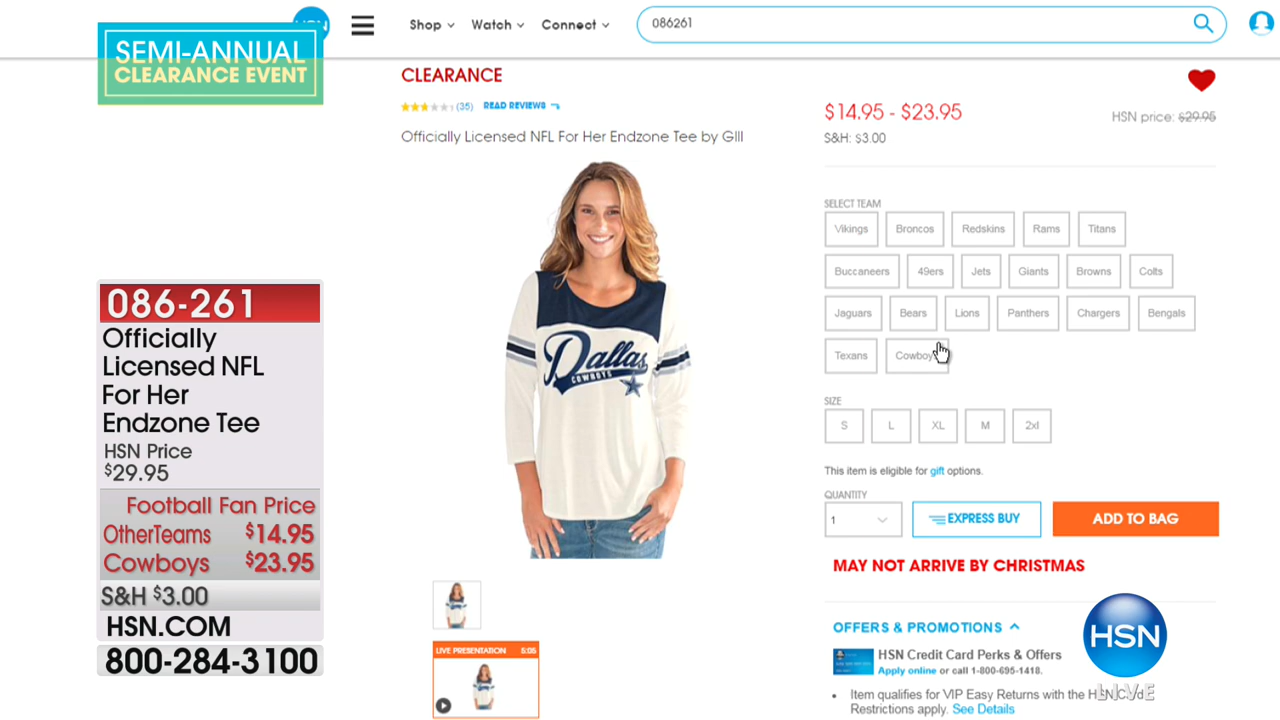 HSN
Shop
Watch
Connect
086261
SEMI-ANNUAL
CLEARANCE EVENT
CLEARANCE
(35) READ REVIEWS
Officially Licensed NFL For Her Endzone Tee by GIII
$14.95 - $23.95
HSN price: $29.95
S&H: $3.00
SELECT TEAM
Vikings Broncos Redskins Rams Titans
Buccaneers 49ers Jets Giants Browns Colts
Jaguars Bears Lions Panthers Chargers Bengals
Texans Cowboy
SIZE
S L XL M 2xl
This item is eligible for gift options.
QUANTITY
1
EXPRESS BUY
ADD TO BAG
MAY NOT ARRIVE BY CHRISTMAS
OFFERS & PROMOTIONS
HSN Credit Card Perks & Offers
Apply online or call 1-800-695-1418.
Item qualifies for VIP Easy Returns with the HSN Card
Restrictions apply. See Details
Dallas
COWBOYS
LIVE PRESENTATION 5:05
086-261
Officially
Licensed NFL
For Her
Endzone Tee
HSN Price
$29.95
Football Fan Price
OtherTeams $14.95
Cowboys $23.95
S&H $3.00
HSN.COM
800-284-3100
HSN
LIVE